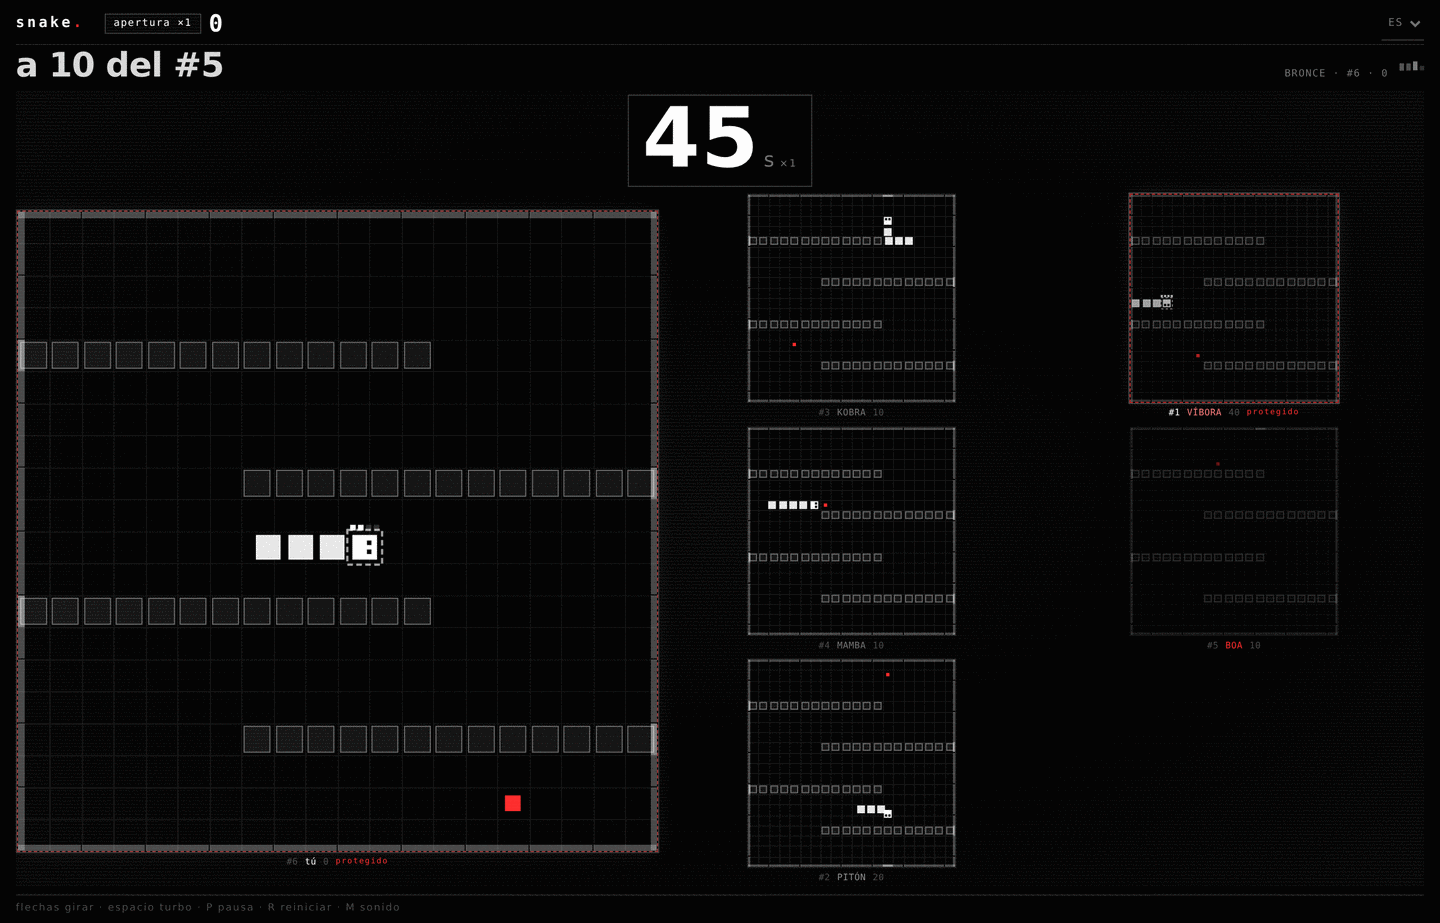 snake.
apertura ×1 0
ES
a 10 del #5
BRONCE · #6 · 0
45 S ×1
#3 KOBRA 10
#1 VÍBORA 40 protegido
#4 MAMBA 10
#5 BOA 10
#6 tú 0 protegido
#2 PITÓN 20
flechas girar · espacio turbo · P pausa · R reiniciar · M sonido